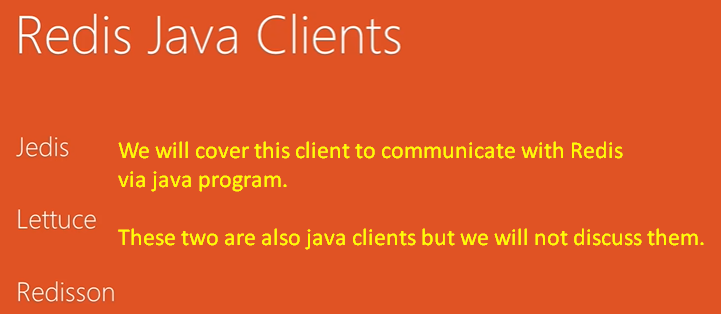 Redis Java Clients
Jedis
We will cover this client to communicate with Redis
via java program.
Lettuce
These two are also java clients but we will not discuss them.
Redisson